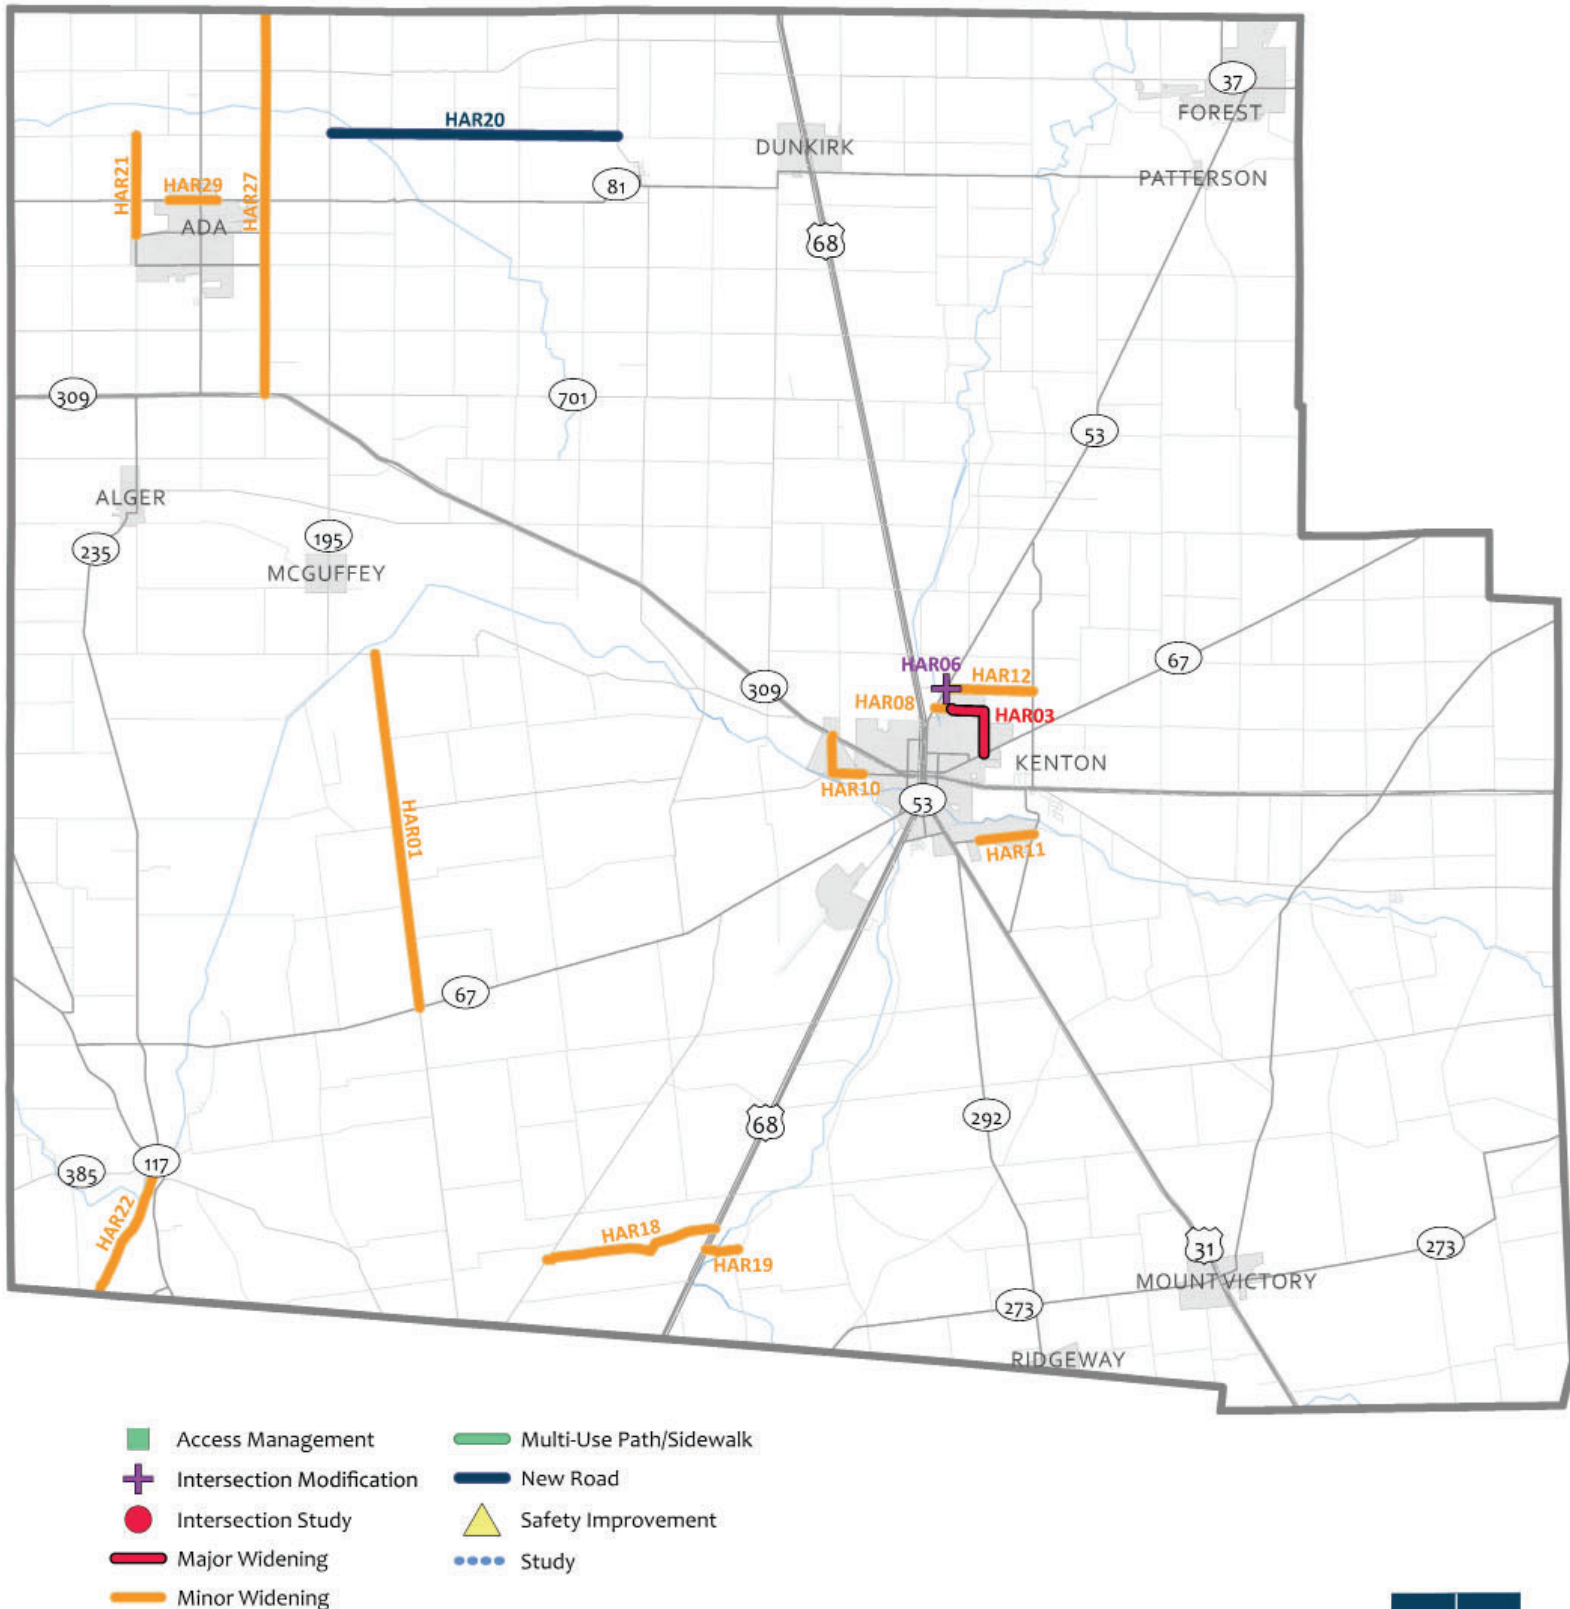 37
FOREST
HAR20
DUNKIRK
HAR21
HAR29
HAR27
81
PATTERSON
ADA
68
309
701
53
ALGER
235
195
MCGUFFEY
HAR06
67
309
HAR12
HAR08
HAR03
KENTON
HAR10
53
HAR01
HAR11
67
68
292
385
117
HAR22
HAR18
HAR19
31
273
MOUNT VICTORY
273
RIDGEWAY
Access Management
Multi-Use Path/Sidewalk
Intersection Modification
New Road
Intersection Study
Safety Improvement
Major Widening
Study
Minor Widening